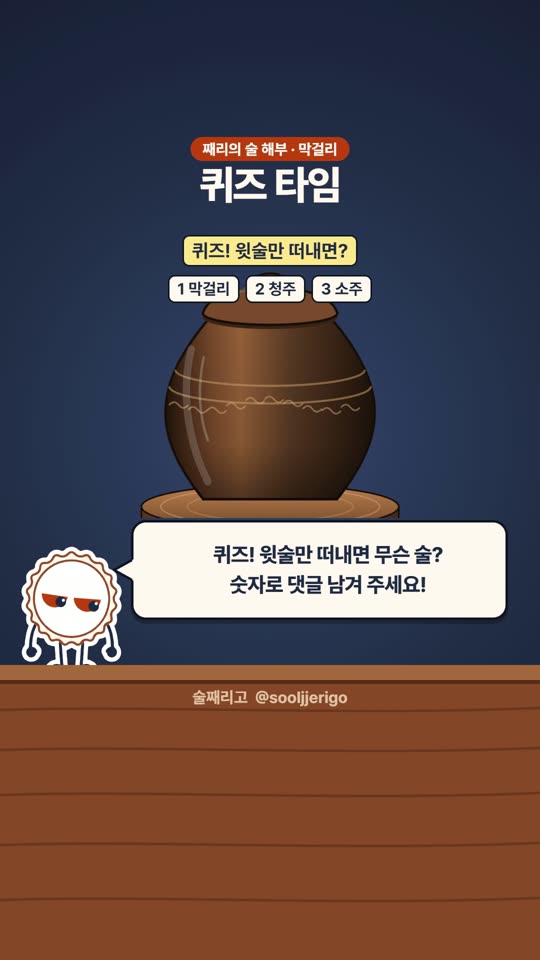 째리의 술 해부 · 막걸리
퀴즈 타임
퀴즈! 윗술만 떠내면?
1 막걸리 2 청주 3 소주
퀴즈! 윗술만 떠내면 무슨 술?
숫자로 댓글 남겨 주세요!
술째리고 @sooljjerigo